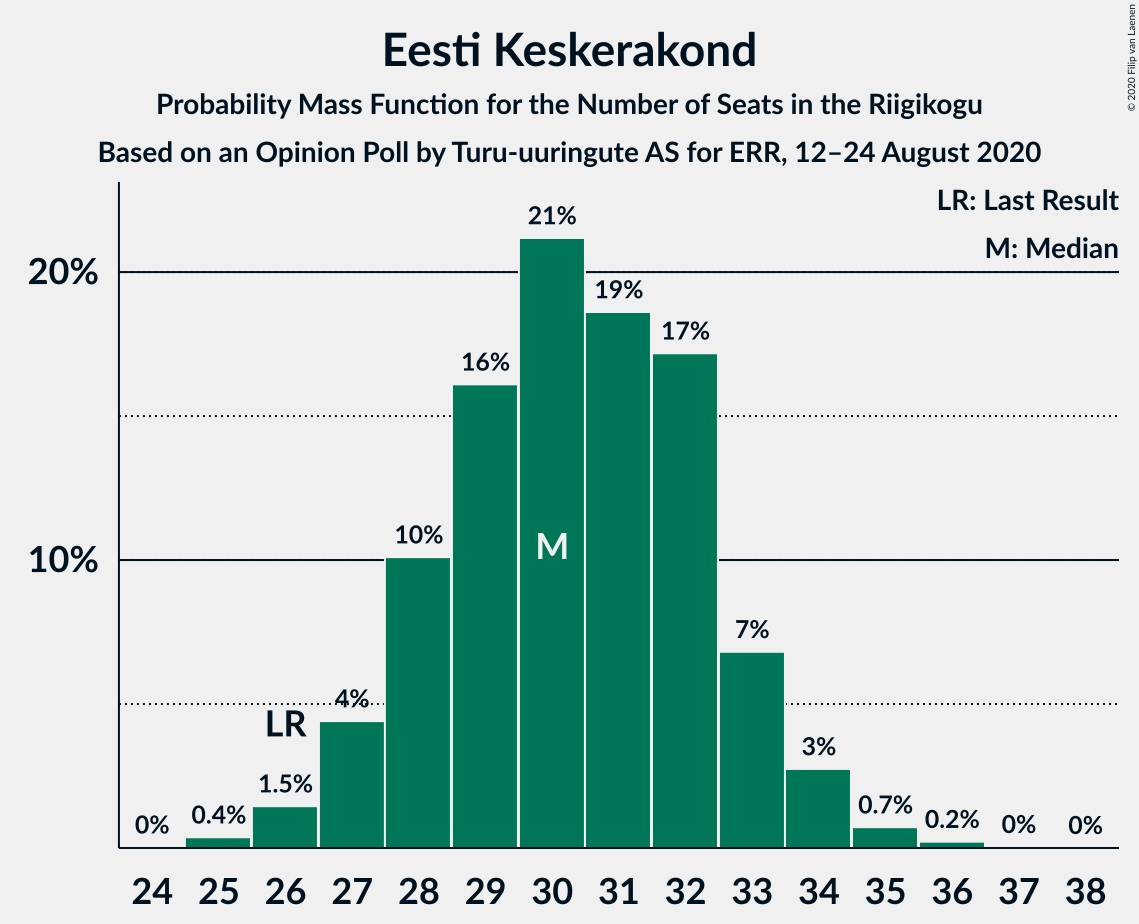 Eesti Keskerakond
Probability Mass Function for the Number of Seats in the Riigikogu
Based on an Opinion Poll by Turu-uuringute AS for ERR, 12–24 August 2020
© 2020 Filip van Laenen
LR: Last Result
M: Median
20%
10%
0%
0.4%
1.5%
LR
4%
10%
16%
21%
M
19%
17%
7%
3%
0.7%
0.2%
0%
0%
24 25 26 27 28 29 30 31 32 33 34 35 36 37 38